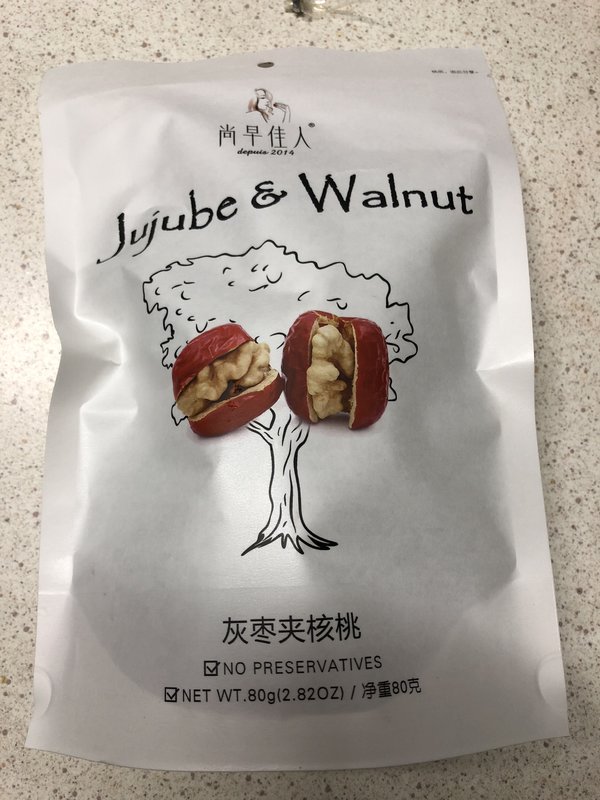 尚早佳人®
depuis 2014
Jujube & Walnut
灰枣夹核桃
☑NO PRESERVATIVES
☑NET WT.80g(2.82OZ) / 净重80克